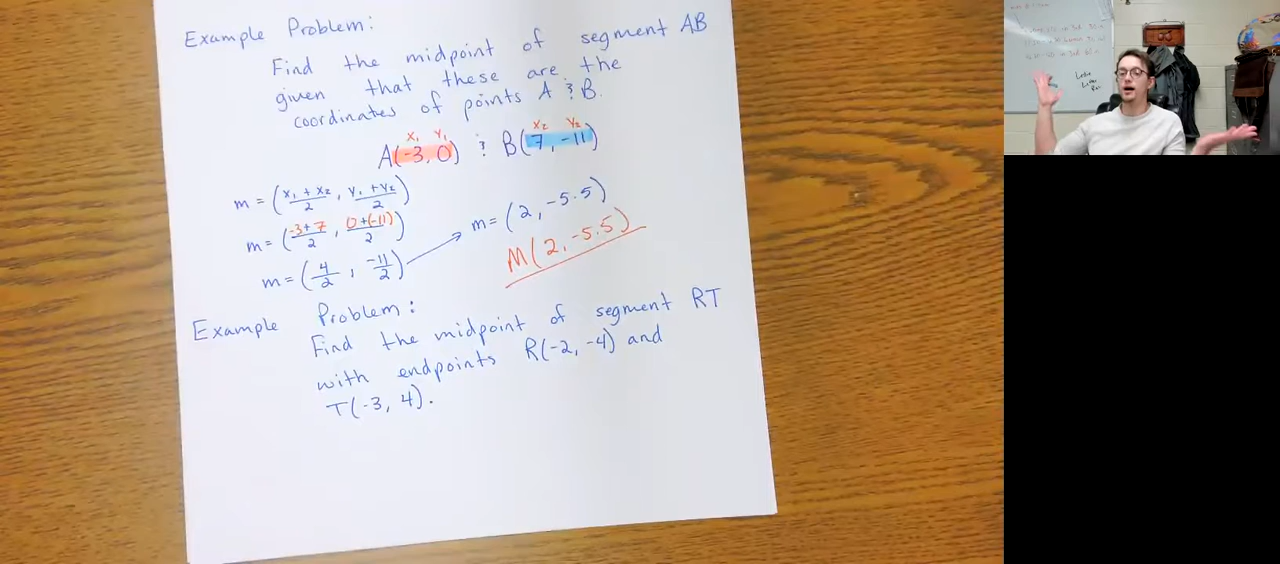 Example Problem:
Find the midpoint of segment AB
given that these are the
coordinates of points A & B.
x₁ y₁ x₂ y₂
A(-3, 0) & B(7, -11)
m = (x₁ + x₂/2, y₁ + y₂/2)
m = (-3+7/2, 0+(-11)/2)
m = (4/2, -11/2)
m = (2, -5.5)
M(2, -5.5)
Example Problem:
Find the midpoint of segment RT
with endpoints R(-2, -4) and
T(-3, 4).